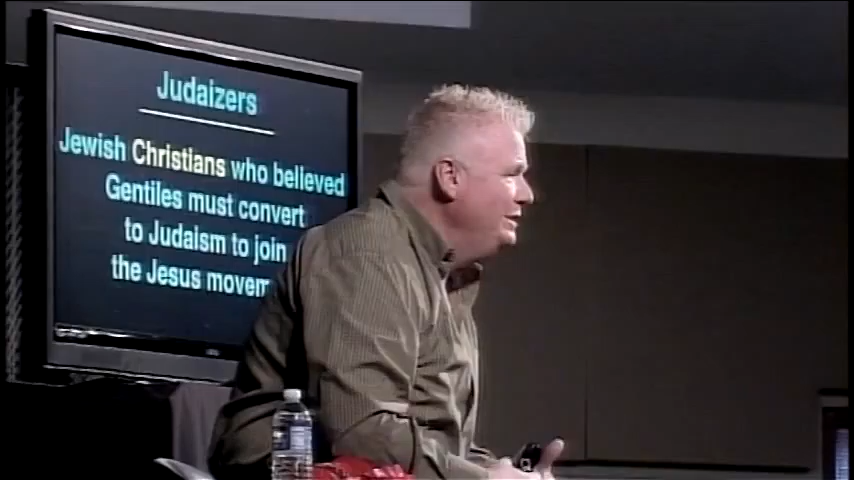 Judaizers
Jewish Christians who believed
Gentiles must convert
to Judaism to join
the Jesus